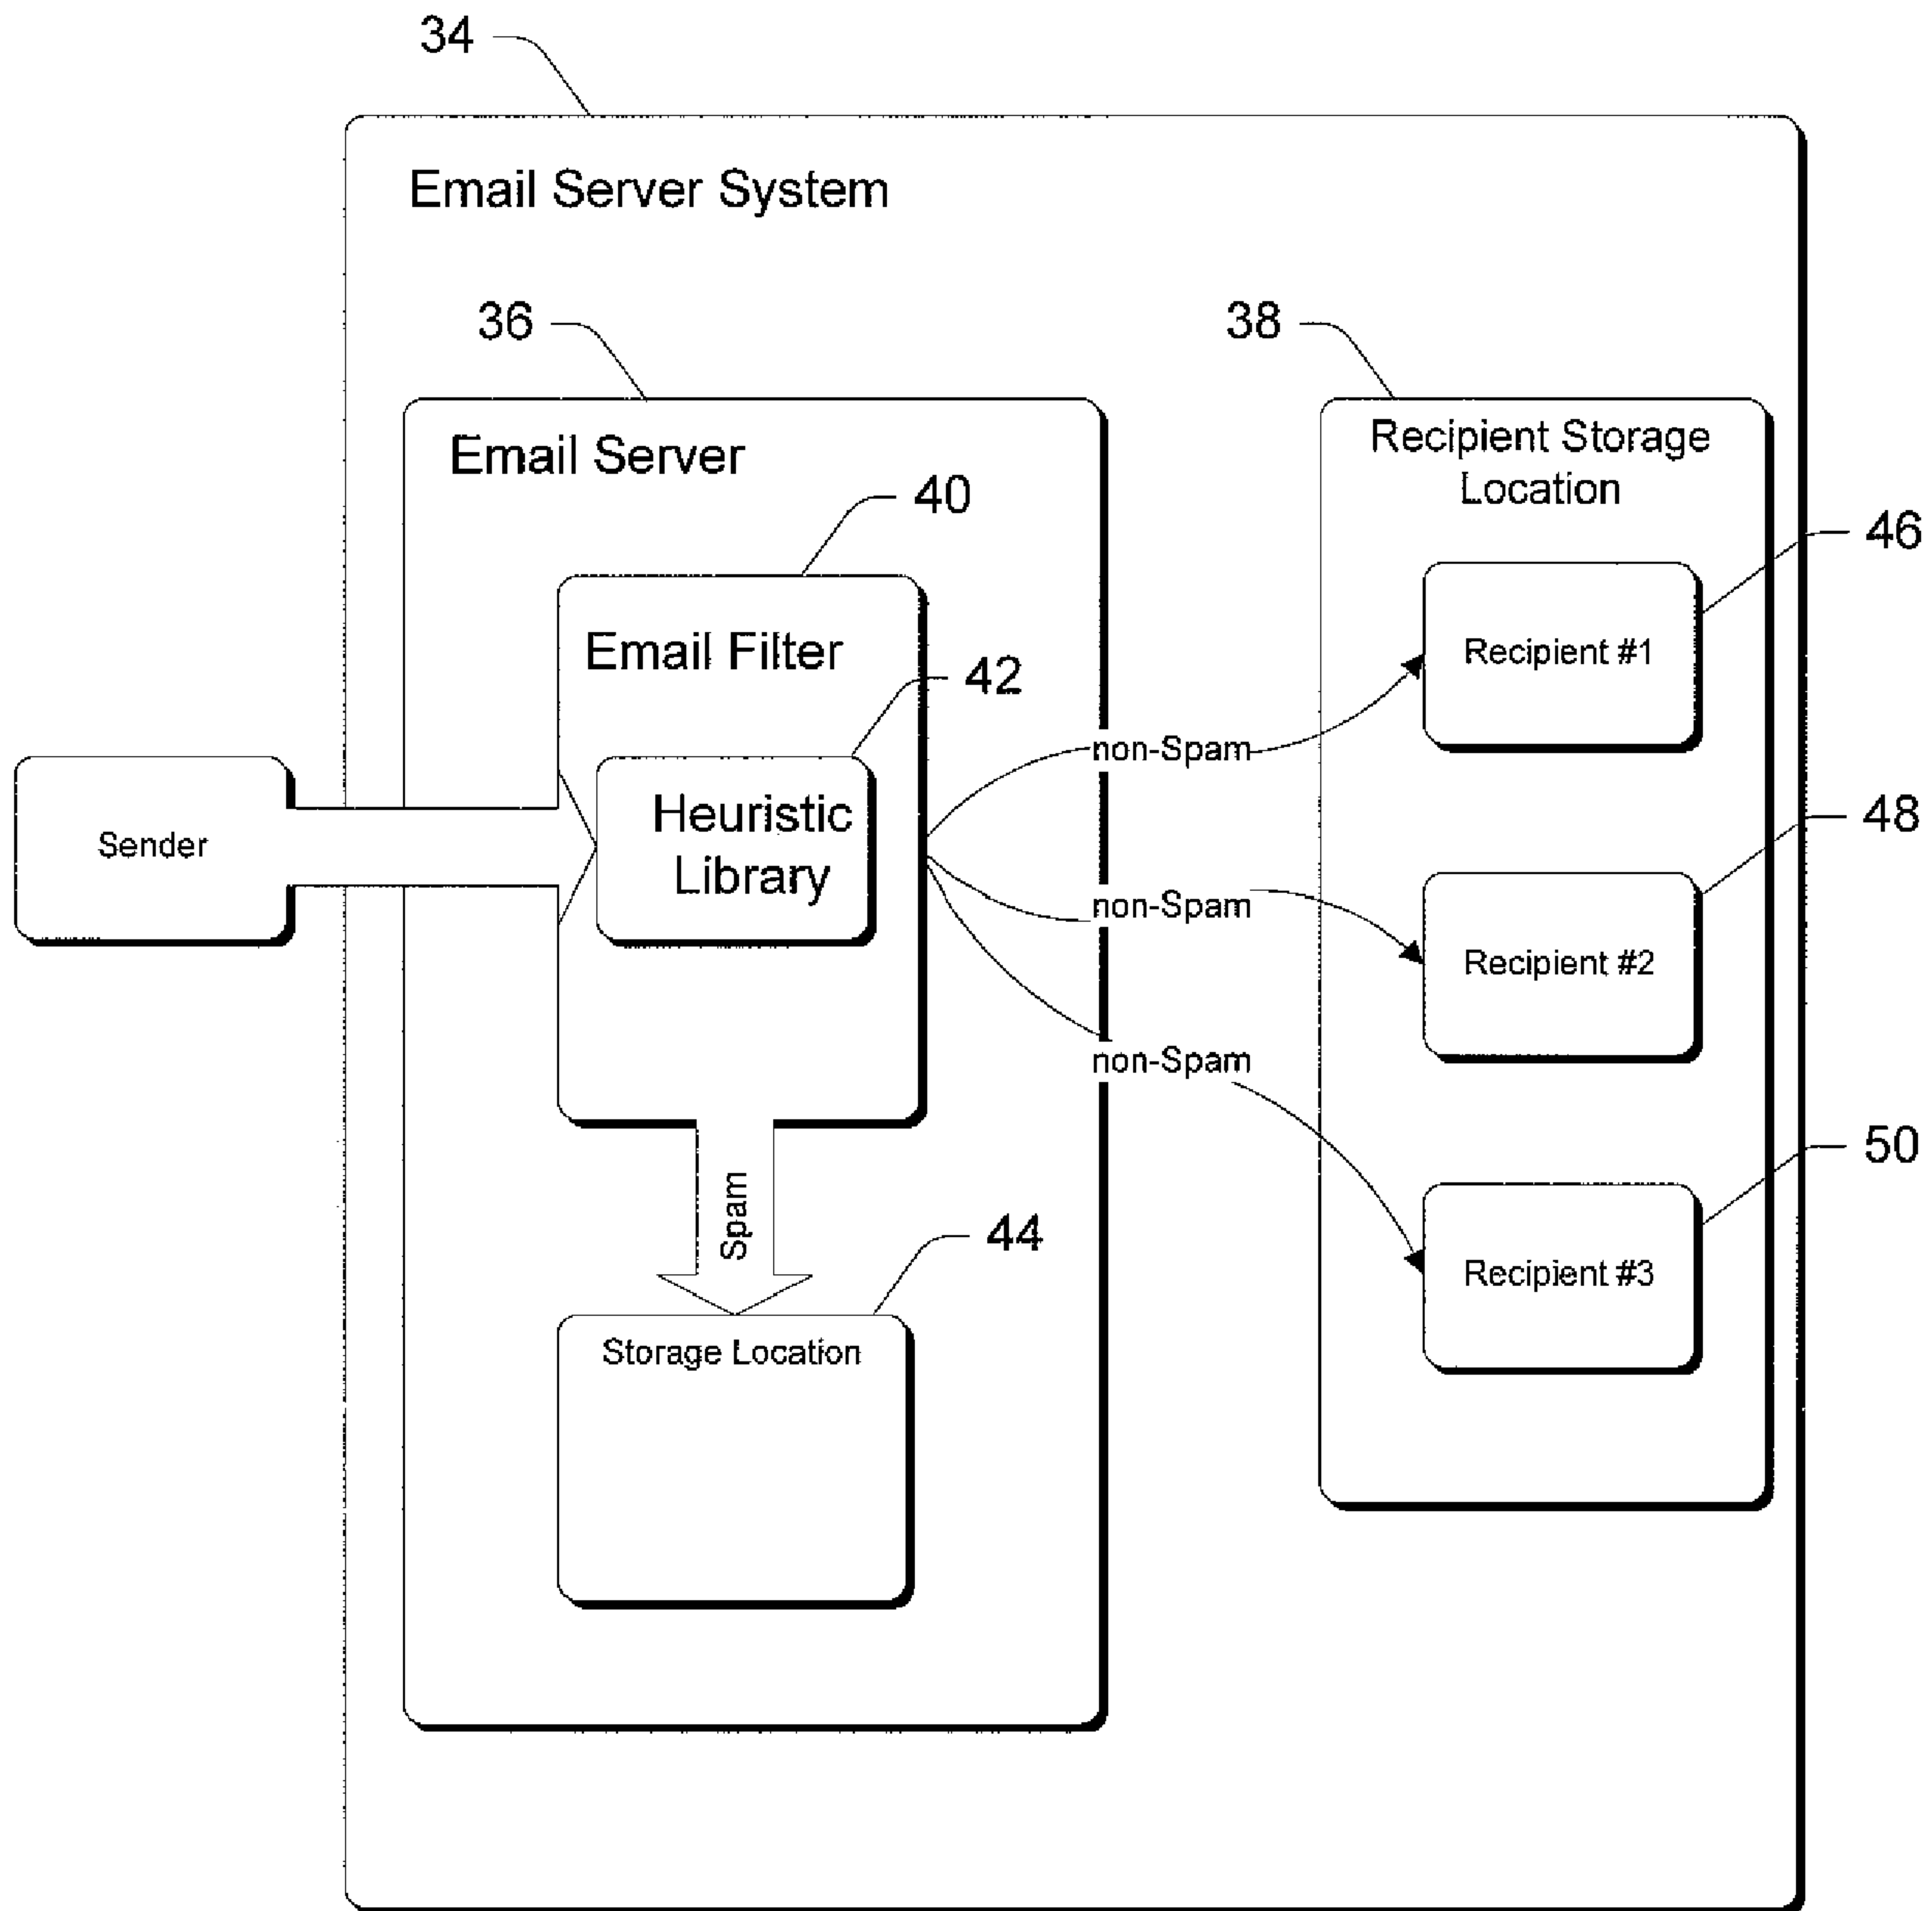 34
Email Server System
36
38
Email Server
Recipient Storage
Location
40
46
Email Filter
Recipient #1
42
non-Spam
Heuristic
Library
48
Sender
non-Spam
Recipient #2
non-Spam
50
Spam
44
Recipient #3
Storage Location